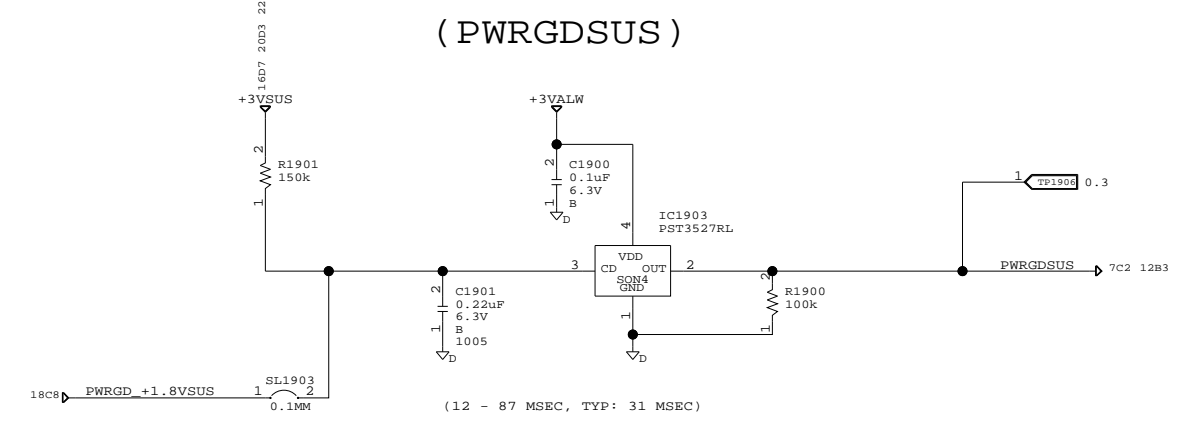 16D7 20D3 22
(PWRGDSUS)
+3VSUS
+3VALW
2
R1901
150k
1
2
C1900
0.1uF
6.3V
B
1
D
1
TP1906
0.3
IC1903
PST3527RL
4
VDD
3
CD
OUT
2
SON4
GND
1
D
PWRGDSUS
7C2 12B3
2
R1900
100k
1
2
C1901
0.22uF
6.3V
B
1005
1
D
18C8
PWRGD_+1.8VSUS
1
SL1903
2
0.1MM
(12 - 87 MSEC, TYP: 31 MSEC)